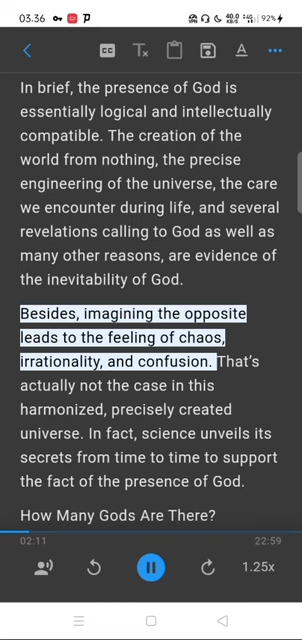 03.36
40.0 KB/s
4G
92%
CC
In brief, the presence of God is
essentially logical and intellectually
compatible. The creation of the
world from nothing, the precise
engineering of the universe, the care
we encounter during life, and several
revelations calling to God as well as
many other reasons, are evidence of
the inevitability of God.
Besides, imagining the opposite
leads to the feeling of chaos,
irrationality, and confusion. That’s
actually not the case in this
harmonized, precisely created
universe. In fact, science unveils its
secrets from time to time to support
the fact of the presence of God.
How Many Gods Are There?
02:11
22:59
1.25x